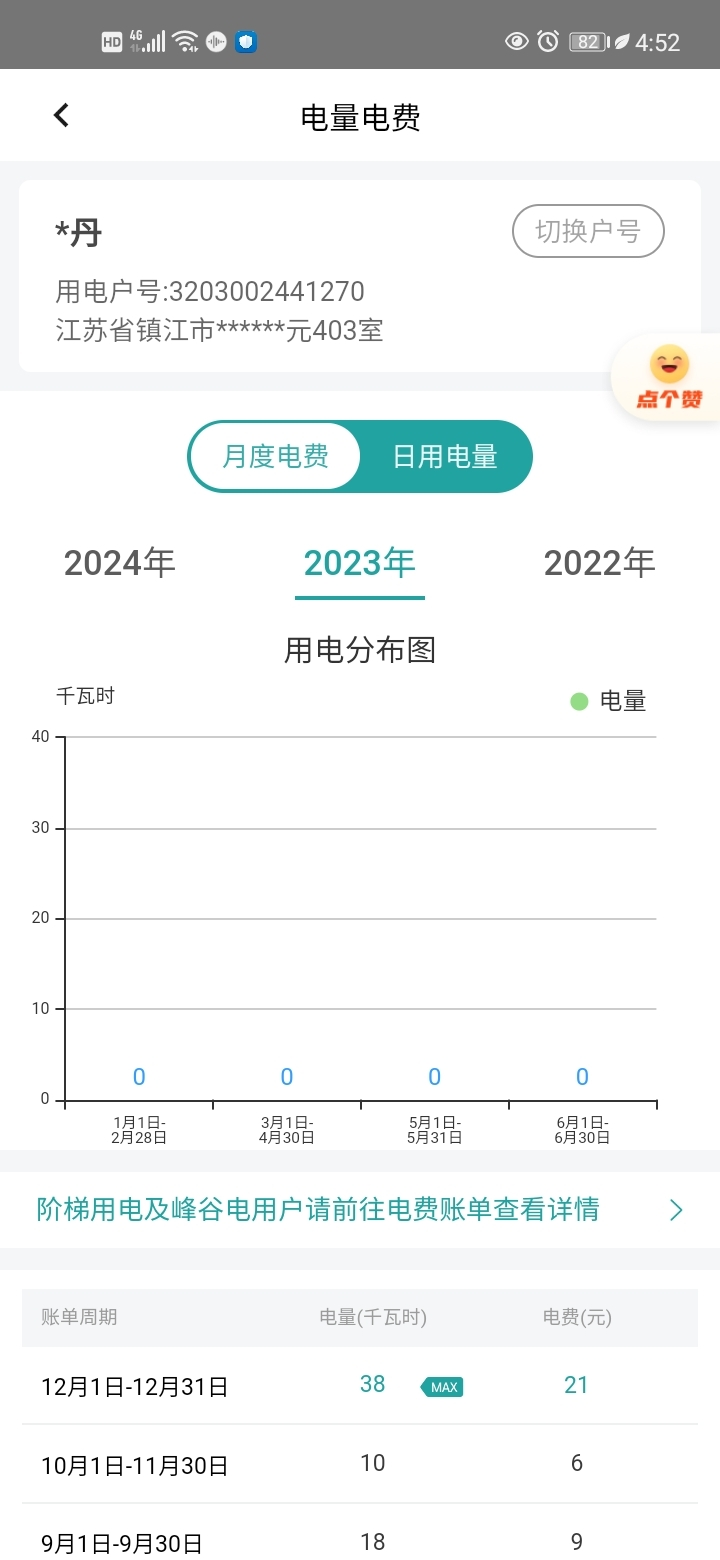 HD 4G 82 4:52
电量电费
*丹
切换户号
用电户号:3203002441270
江苏省镇江市******元403室
点个赞
月度电费 日用电量
2024年 2023年 2022年
用电分布图
千瓦时
电量
40
30
20
10
0 0 0 0
0
1月1日- 3月1日- 5月1日- 6月1日-
2月28日 4月30日 5月31日 6月30日
阶梯用电及峰谷电用户请前往电费账单查看详情
账单周期 电量(千瓦时) 电费(元)
12月1日-12月31日 38 MAX 21
10月1日-11月30日 10 6
9月1日-9月30日 18 9